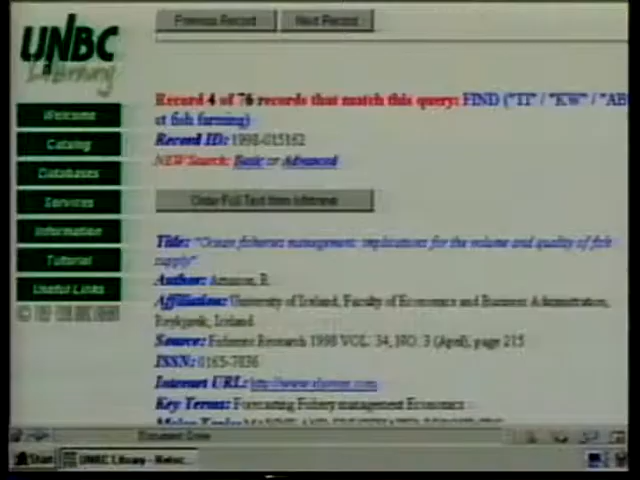 Previous Record Next Record
UNBC
Library
Record 4 of 76 records that match this query: FIND ("TI" / "KW" / "AB
ct fish farming)
Record ID: 1998-015162
NEW Search: Basic or Advanced
Welcome
Catalog
Databases
Services
Information
Tutorial
Useful Links
Order Full Text from
Title: "Ocean fisheries management: implications for the volume and quality of fish
supply"
Author: Arnason, R.
Affiliation: University of Iceland, Faculty of Economics and Business Administration,
Reykjavik, Iceland
Source: Fisheries Research 1998 VOL. 34, NO. 3 (April), page 215
ISSN: 0165-7836
Internet URL: http://www.elsevier.com
Key Terms: Forecasting Fishery management Economics
Document: Done
Start UNBC Library - Netsc...